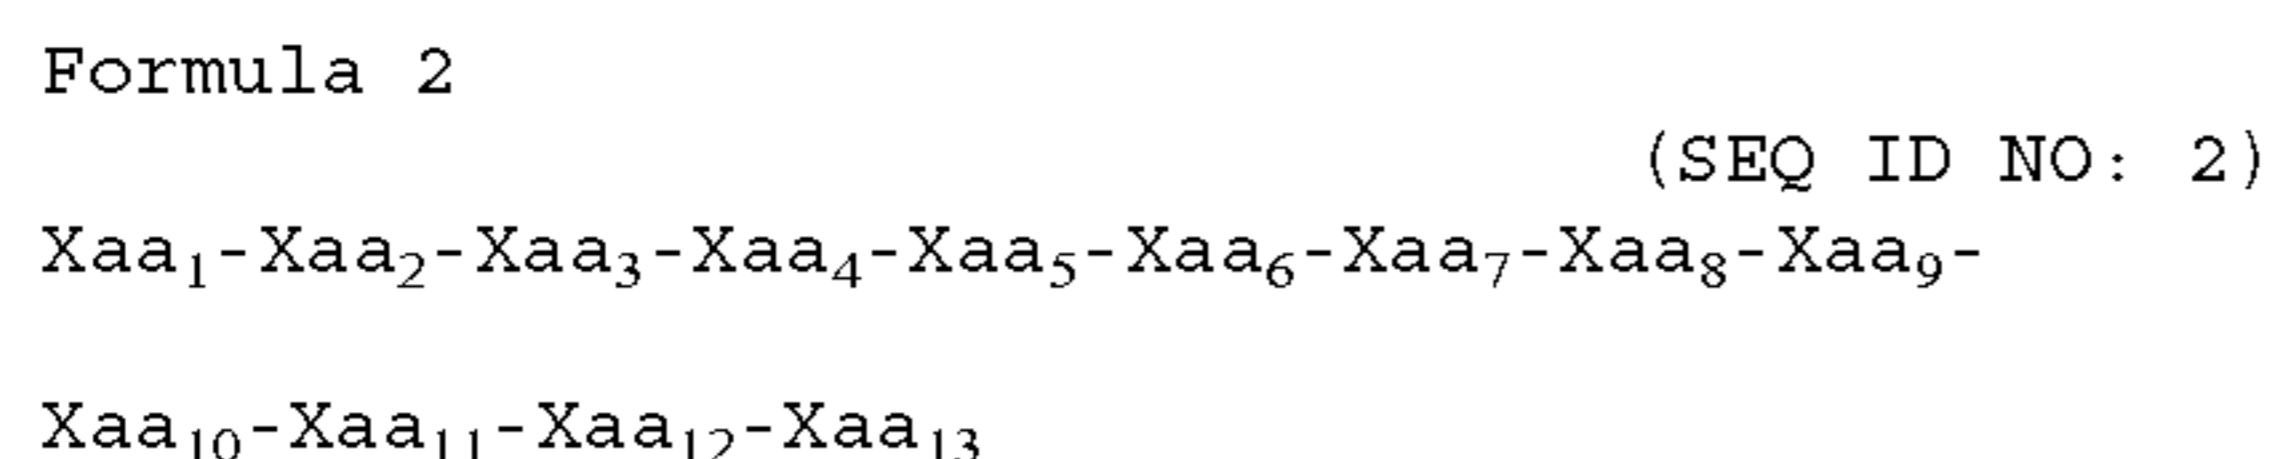 Formula 2
(SEQ ID NO: 2)
Xaa₁-Xaa₂-Xaa₃-Xaa₄-Xaa₅-Xaa₆-Xaa₇-Xaa₈-Xaa₉-
Xaa₁₀-Xaa₁₁-Xaa₁₂-Xaa₁₃